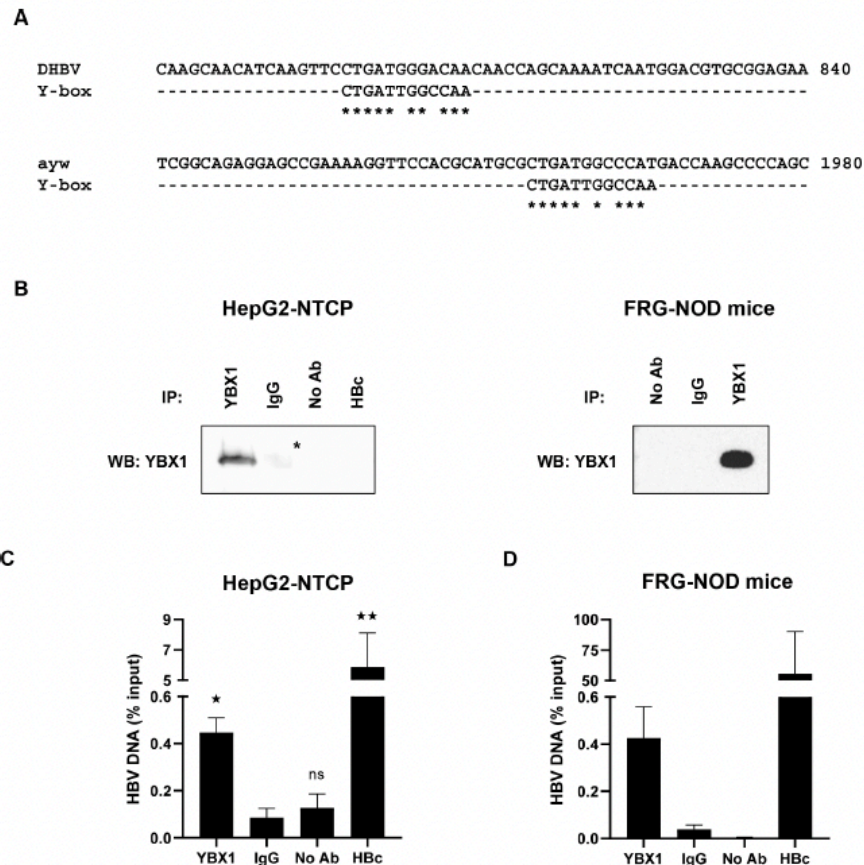 A
DHBV CAAGCAACATCAAGTTCCTGATGGGACAACAACCAGCAAAATCAATGGACGTGCGGAGAA 840
Y-box -----------------CTGATTGGCCAA--------------------------------
***** ** ***
ayw TCGGCAGAGGAGCCGAAAAGGTTCCACGCATGCGCTGATGGCCCATGACCAAGCCCCAGC 1980
Y-box ----------------------------------CTGATTGGCCAA--------------
***** * ***
B
HepG2-NTCP FRG-NOD mice
IP: YBX1 IgG No Ab HBc IP: No Ab IgG YBX1
*
WB: YBX1 WB: YBX1
C D
HepG2-NTCP FRG-NOD mice
HBV DNA (% input) HBV DNA (% input)
9 ★★ 100
7 75
5 50
0.6 ★ 0.6
0.4 0.4
0.2 ns 0.2
0.0 0.0
YBX1 IgG No Ab HBc YBX1 IgG No Ab HBc